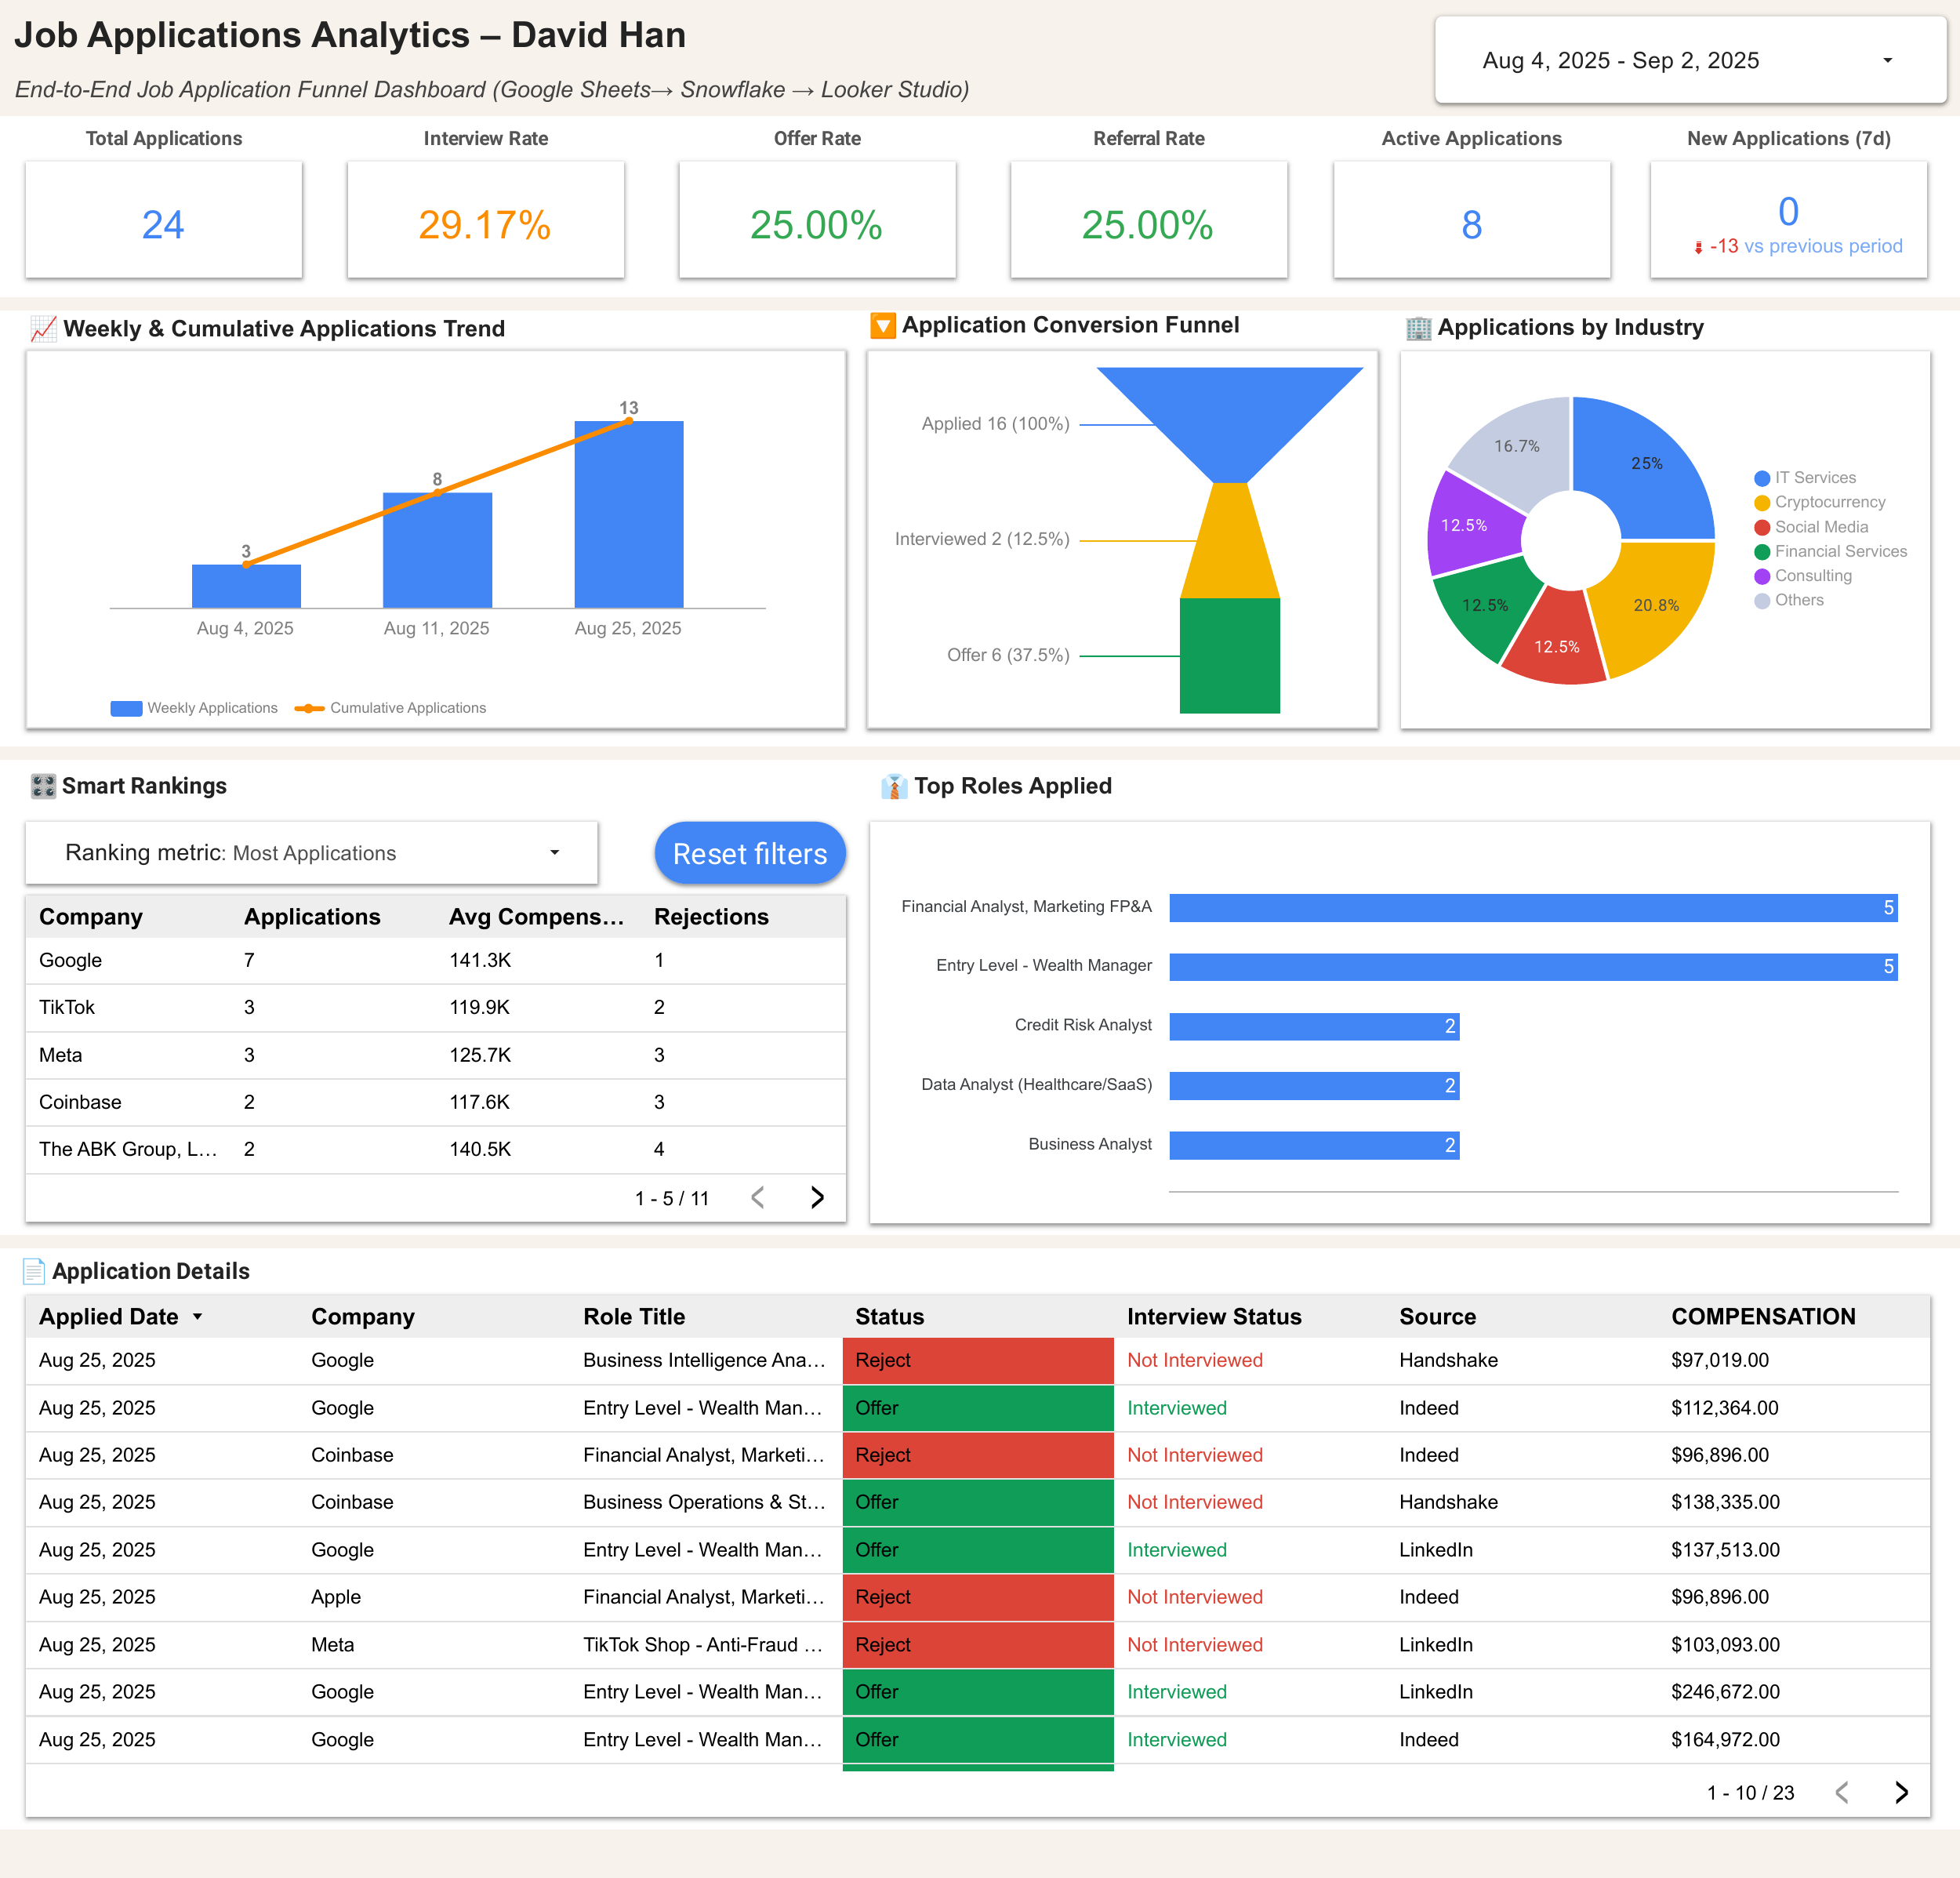 Job Applications Analytics – David Han
End-to-End Job Application Funnel Dashboard (Google Sheets→ Snowflake → Looker Studio)
Aug 4, 2025 - Sep 2, 2025
Total Applications
24
Interview Rate
29.17%
Offer Rate
25.00%
Referral Rate
25.00%
Active Applications
8
New Applications (7d)
0
-13 vs previous period
Weekly & Cumulative Applications Trend
3
8
13
Aug 4, 2025
Aug 11, 2025
Aug 25, 2025
Weekly Applications
Cumulative Applications
Application Conversion Funnel
Applied 16 (100%)
Interviewed 2 (12.5%)
Offer 6 (37.5%)
Applications by Industry
25%
20.8%
12.5%
12.5%
12.5%
16.7%
IT Services
Cryptocurrency
Social Media
Financial Services
Consulting
Others
Smart Rankings
Ranking metric: Most Applications
Reset filters
Company Applications Avg Compens… Rejections
Google 7 141.3K 1
TikTok 3 119.9K 2
Meta 3 125.7K 3
Coinbase 2 117.6K 3
The ABK Group, L… 2 140.5K 4
1 - 5 / 11
Top Roles Applied
Financial Analyst, Marketing FP&A 5
Entry Level - Wealth Manager 5
Credit Risk Analyst 2
Data Analyst (Healthcare/SaaS) 2
Business Analyst 2
Application Details
Applied Date Company Role Title Status Interview Status Source COMPENSATION
Aug 25, 2025 Google Business Intelligence Ana… Reject Not Interviewed Handshake $97,019.00
Aug 25, 2025 Google Entry Level - Wealth Man… Offer Interviewed Indeed $112,364.00
Aug 25, 2025 Coinbase Financial Analyst, Marketi… Reject Not Interviewed Indeed $96,896.00
Aug 25, 2025 Coinbase Business Operations & St… Offer Not Interviewed Handshake $138,335.00
Aug 25, 2025 Google Entry Level - Wealth Man… Offer Interviewed LinkedIn $137,513.00
Aug 25, 2025 Apple Financial Analyst, Marketi… Reject Not Interviewed Indeed $96,896.00
Aug 25, 2025 Meta TikTok Shop - Anti-Fraud … Reject Not Interviewed LinkedIn $103,093.00
Aug 25, 2025 Google Entry Level - Wealth Man… Offer Interviewed LinkedIn $246,672.00
Aug 25, 2025 Google Entry Level - Wealth Man… Offer Interviewed Indeed $164,972.00
1 - 10 / 23